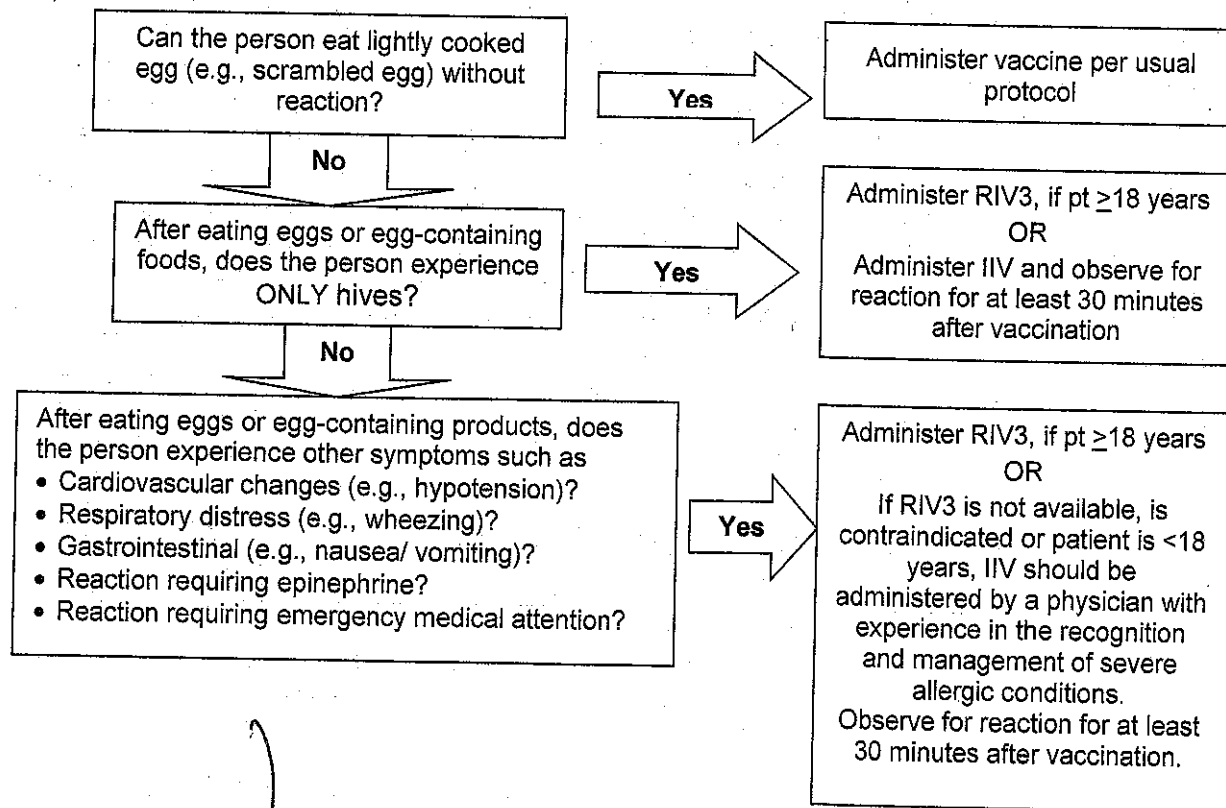 Can the person eat lightly cooked
egg (e.g., scrambled egg) without
reaction?
Yes
Administer vaccine per usual
protocol
No
After eating eggs or egg-containing
foods, does the person experience
ONLY hives?
Yes
Administer RIV3, if pt ≥18 years
OR
Administer IIV and observe for
reaction for at least 30 minutes
after vaccination
No
After eating eggs or egg-containing products, does
the person experience other symptoms such as
• Cardiovascular changes (e.g., hypotension)?
• Respiratory distress (e.g., wheezing)?
• Gastrointestinal (e.g., nausea/ vomiting)?
• Reaction requiring epinephrine?
• Reaction requiring emergency medical attention?
Yes
Administer RIV3, if pt ≥18 years
OR
If RIV3 is not available, is
contraindicated or patient is <18
years, IIV should be
administered by a physician with
experience in the recognition
and management of severe
allergic conditions.
Observe for reaction for at least
30 minutes after vaccination.